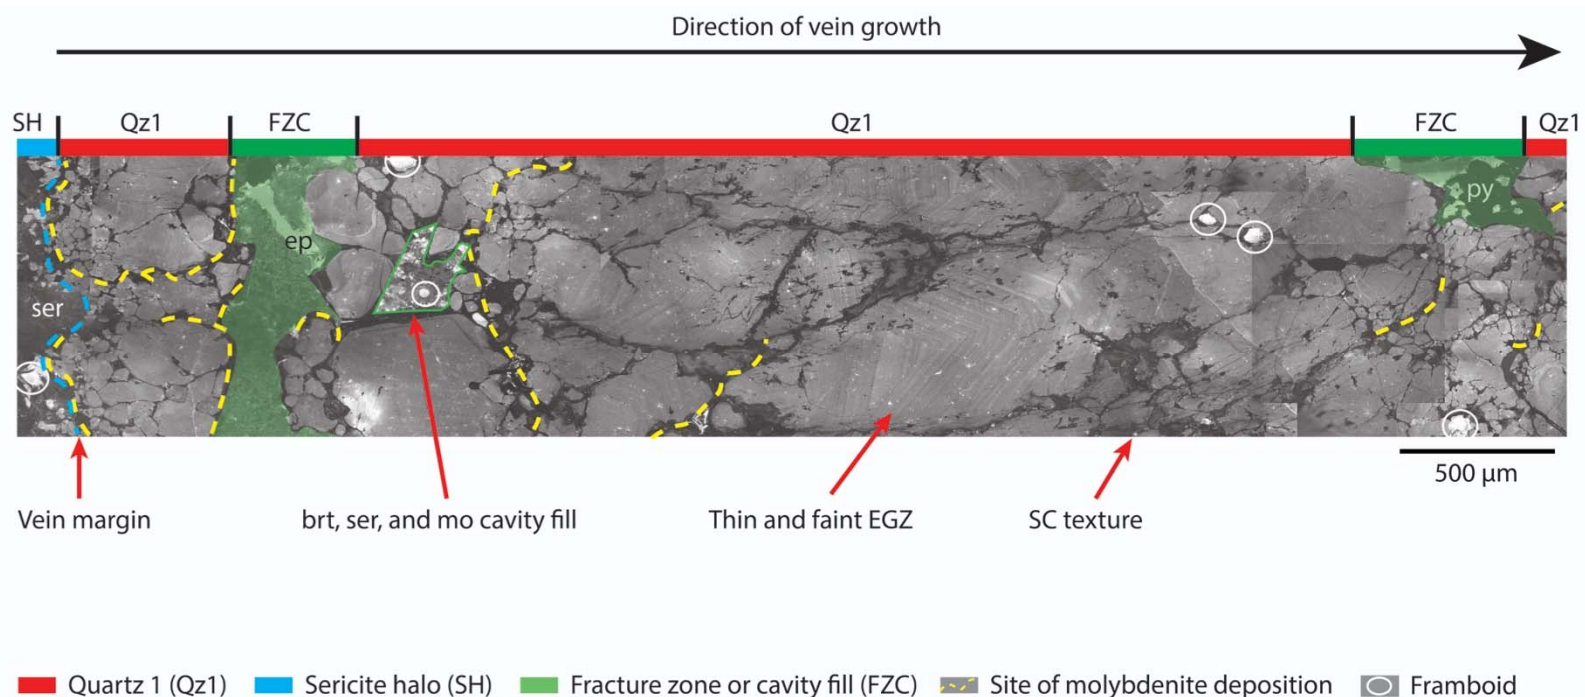 Direction of vein growth
SH Qz1 FZC Qz1 FZC Qz1
py
ep
ser
500 µm
Vein margin brt, ser, and mo cavity fill Thin and faint EGZ SC texture
Quartz 1 (Qz1) Sericite halo (SH) Fracture zone or cavity fill (FZC) Site of molybdenite deposition Framboid